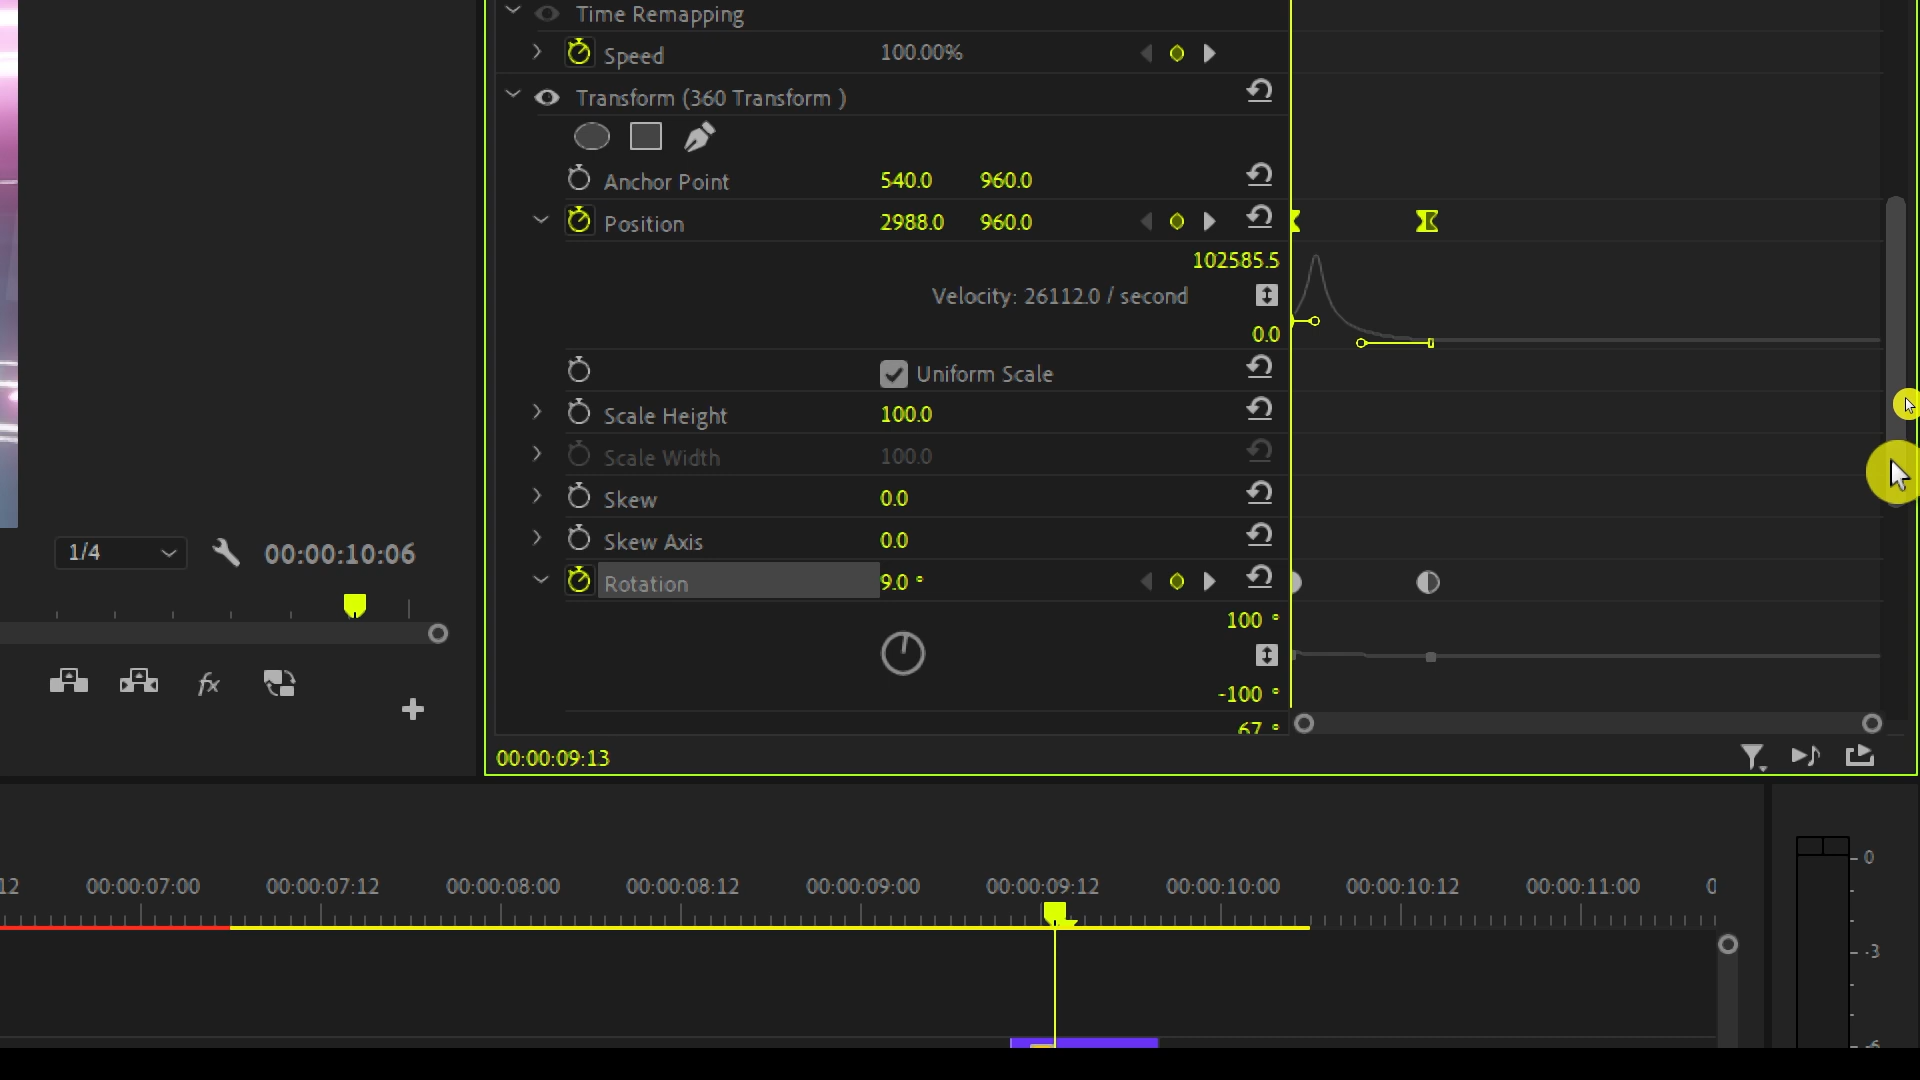 Time Remapping
Speed 100.00%
Transform (360 Transform )
Anchor Point 540.0 960.0
Position 2988.0 960.0
102585.5
Velocity: 26112.0 / second
0.0
Uniform Scale
Scale Height 100.0
Scale Width 100.0
Skew 0.0
1/4 00:00:10:06
Skew Axis 0.0
Rotation 9.0 °
100 °
fx
-100 °
67 °
00:00:09:13
0
12 00:00:07:00 00:00:07:12 00:00:08:00 00:00:08:12 00:00:09:00 00:00:09:12 00:00:10:00 00:00:10:12 00:00:11:00 0
-3
-6